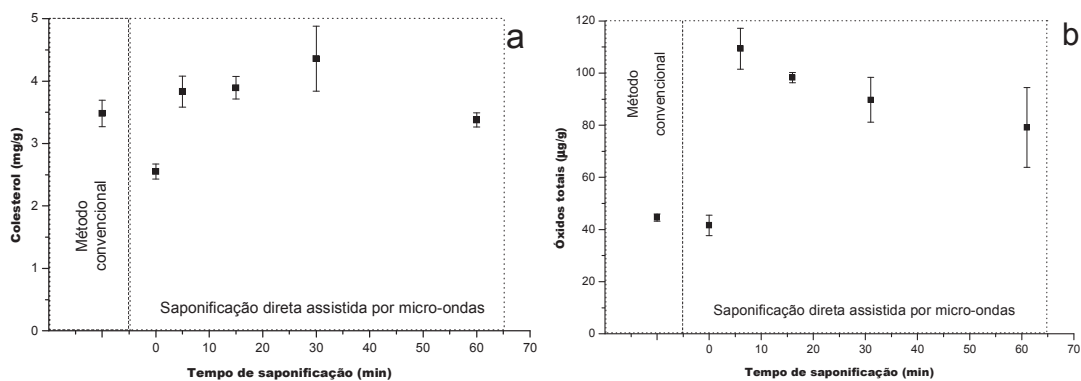 a
5
4
3
2
1
0
Colesterol (mg/g)
Método
convencional
Saponificação direta assistida por micro-ondas
0 10 20 30 40 50 60 70
Tempo de saponificação (min)
b
120
100
80
60
40
20
0
Óxidos totais (µg/g)
Método
convencional
Saponificação direta assistida por micro-ondas
0 10 20 30 40 50 60 70
Tempo de saponificação (min)